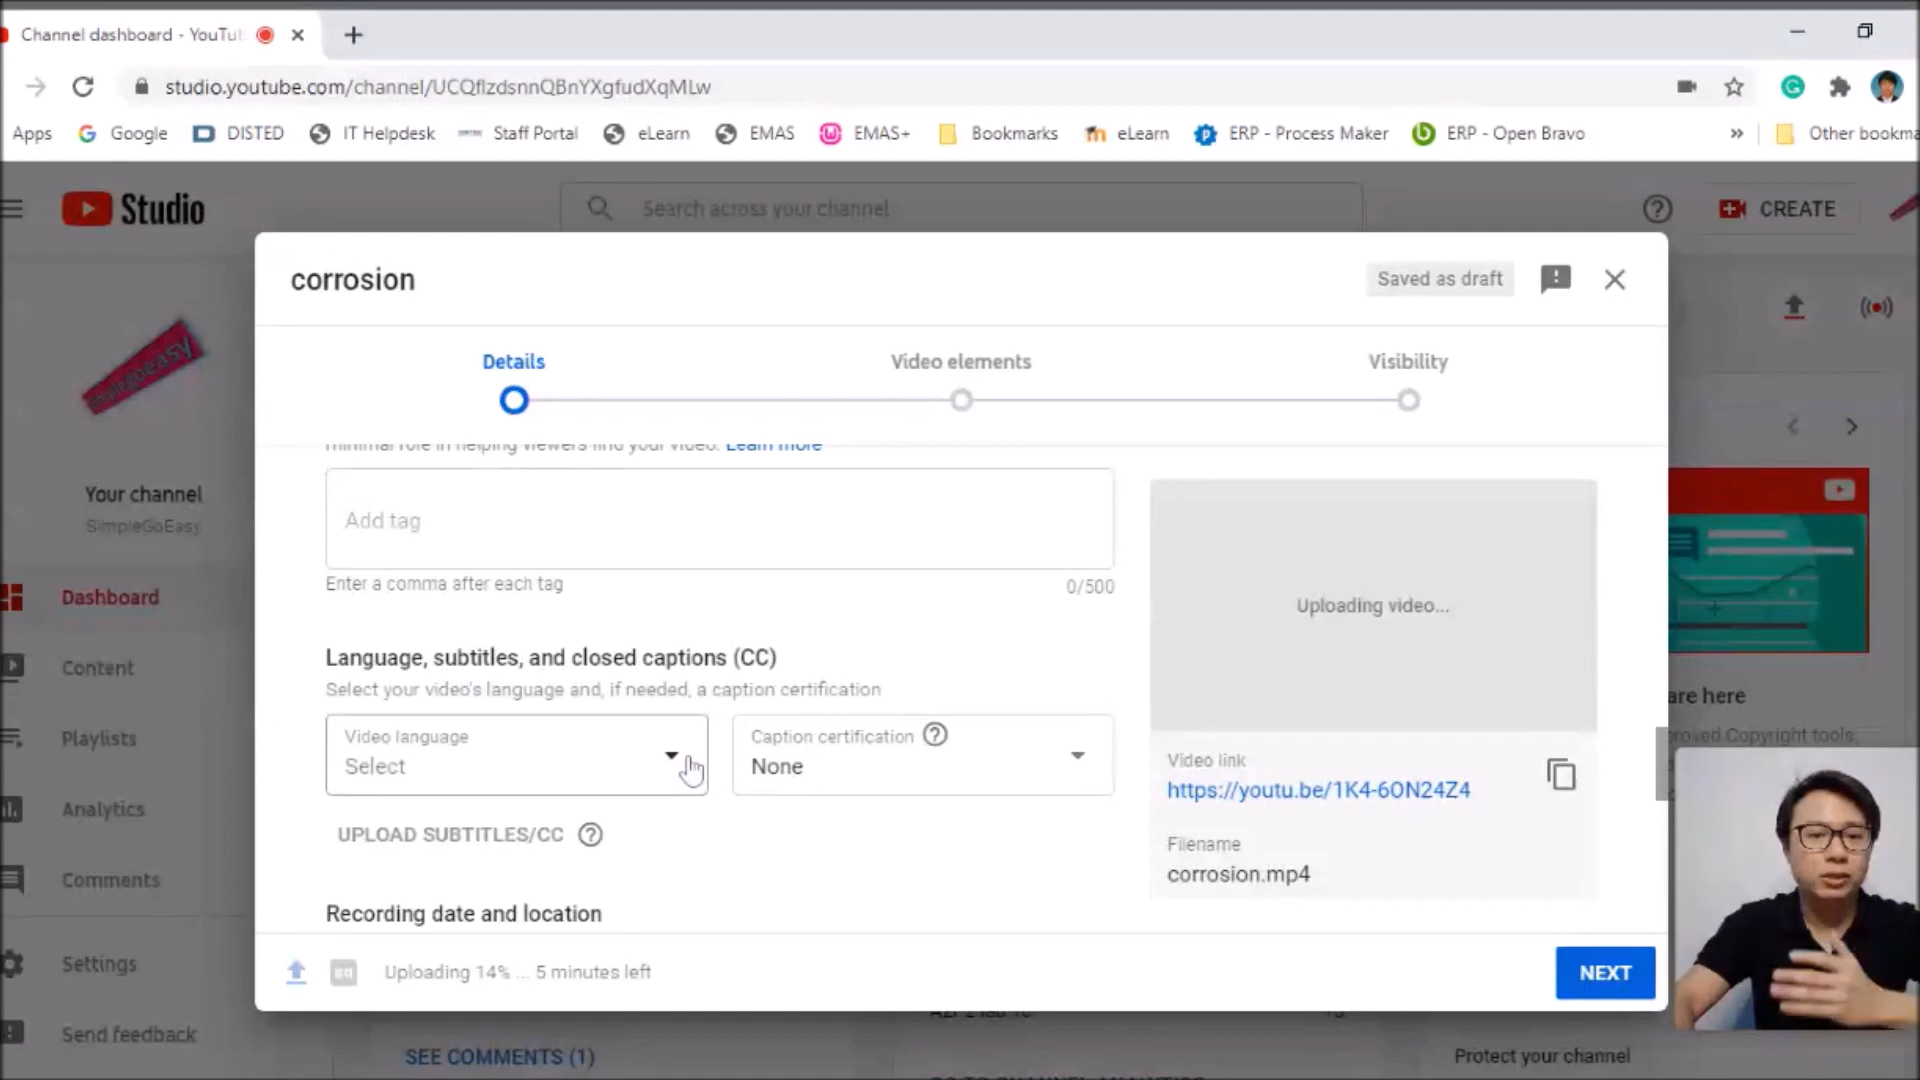 Channel dashboard - YouTu
studio.youtube.com/channel/UCQflzdsnnQBnYXgfudXqMLw
Apps Google DISTED IT Helpdesk Staff Portal eLearn EMAS EMAS+ Bookmarks eLearn ERP - Process Maker ERP - Open Bravo » Other bookma
Studio
Search across your channel
CREATE
corrosion
Saved as draft
Details
Video elements
Visibility
minimal role in helping viewers find your video. Learn more
Add tag
Enter a comma after each tag
0/500
Language, subtitles, and closed captions (CC)
Select your video's language and, if needed, a caption certification
Video language
Select
Caption certification
None
UPLOAD SUBTITLES/CC
Recording date and location
Uploading video...
Video link
https://youtu.be/1K4-6ON24Z4
Filename
corrosion.mp4
Uploading 14% ... 5 minutes left
NEXT
simplegoeasy
Your channel
SimpleGoEasy
Dashboard
Content
Playlists
Analytics
Comments
Settings
Send feedback
are here
proved Copyright tools,
SEE COMMENTS (1)
Protect your channel